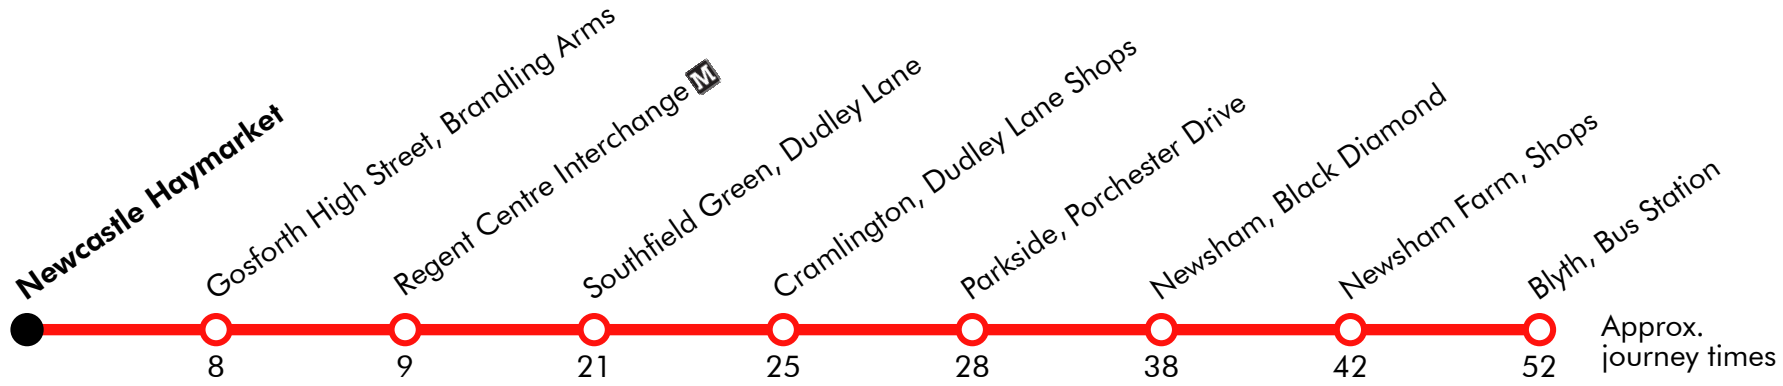 Newcastle Haymarket
Gosforth High Street, Brandling Arms
Regent Centre Interchange M
Southfield Green, Dudley Lane
Cramlington, Dudley Lane Shops
Parkside, Porchester Drive
Newsham, Black Diamond
Newsham Farm, Shops
Blyth, Bus Station
8 9 21 25 28 38 42 52
Approx.
journey times